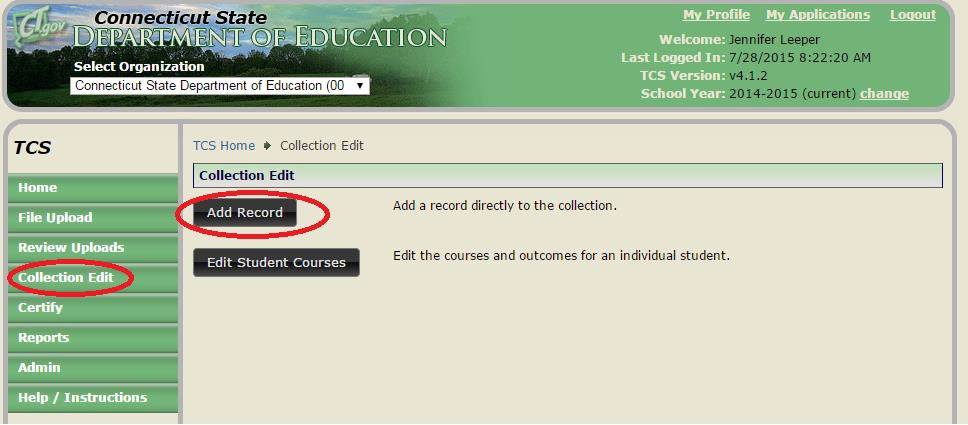 CT.gov
Connecticut State
DEPARTMENT OF EDUCATION
Select Organization
Connecticut State Department of Education (00
My Profile My Applications Logout
Welcome: Jennifer Leeper
Last Logged In: 7/28/2015 8:22:20 AM
TCS Version: v4.1.2
School Year: 2014-2015 (current) change
TCS
Home
File Upload
Review Uploads
Collection Edit
Certify
Reports
Admin
Help / Instructions
TCS Home Collection Edit
Collection Edit
Add Record Add a record directly to the collection.
Edit Student Courses Edit the courses and outcomes for an individual student.